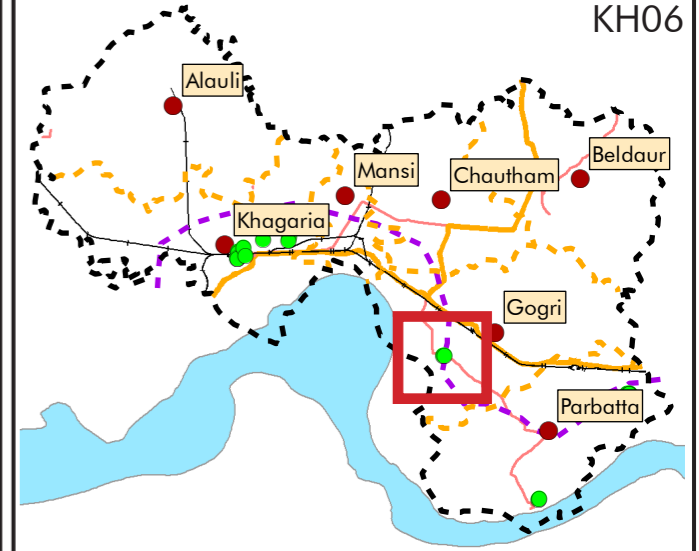 KH06
Alauli
Beldaur
Mansi
Chautham
Khagaria
Gogri
Parbatta